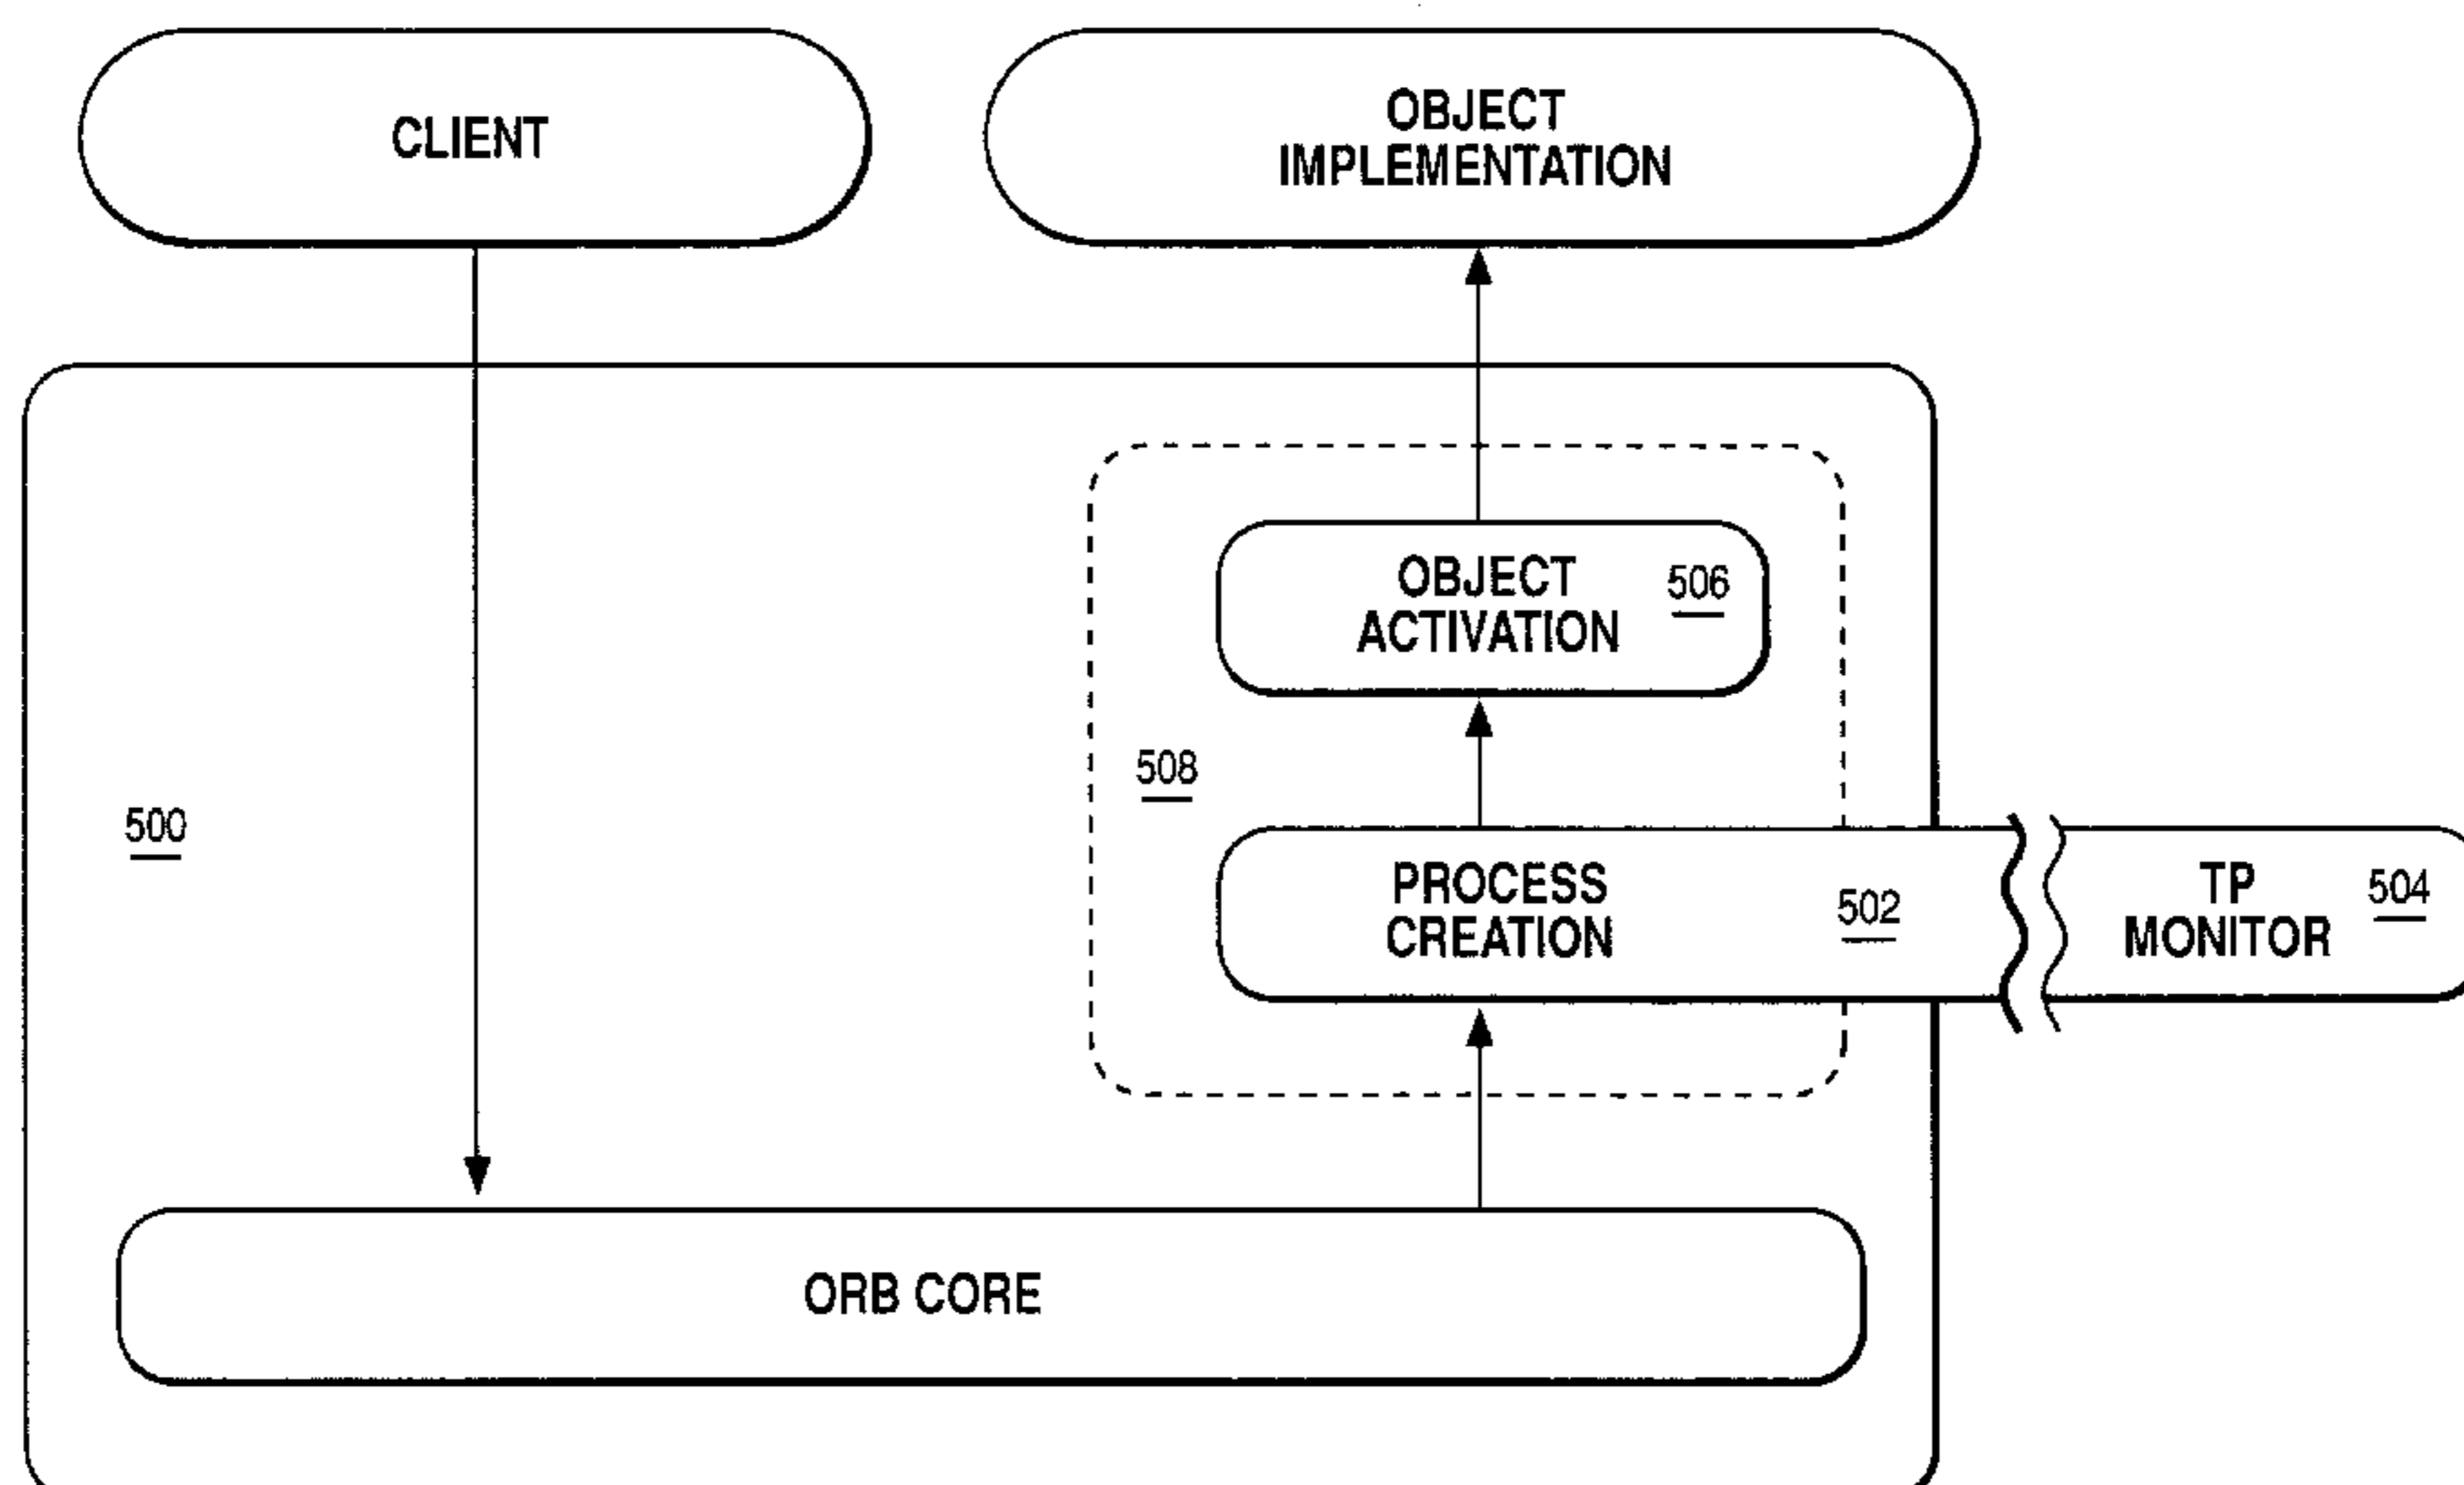 CLIENT
OBJECT
IMPLEMENTATION
OBJECT
ACTIVATION
506
508
500
PROCESS
CREATION
502
TP
MONITOR
504
ORB CORE